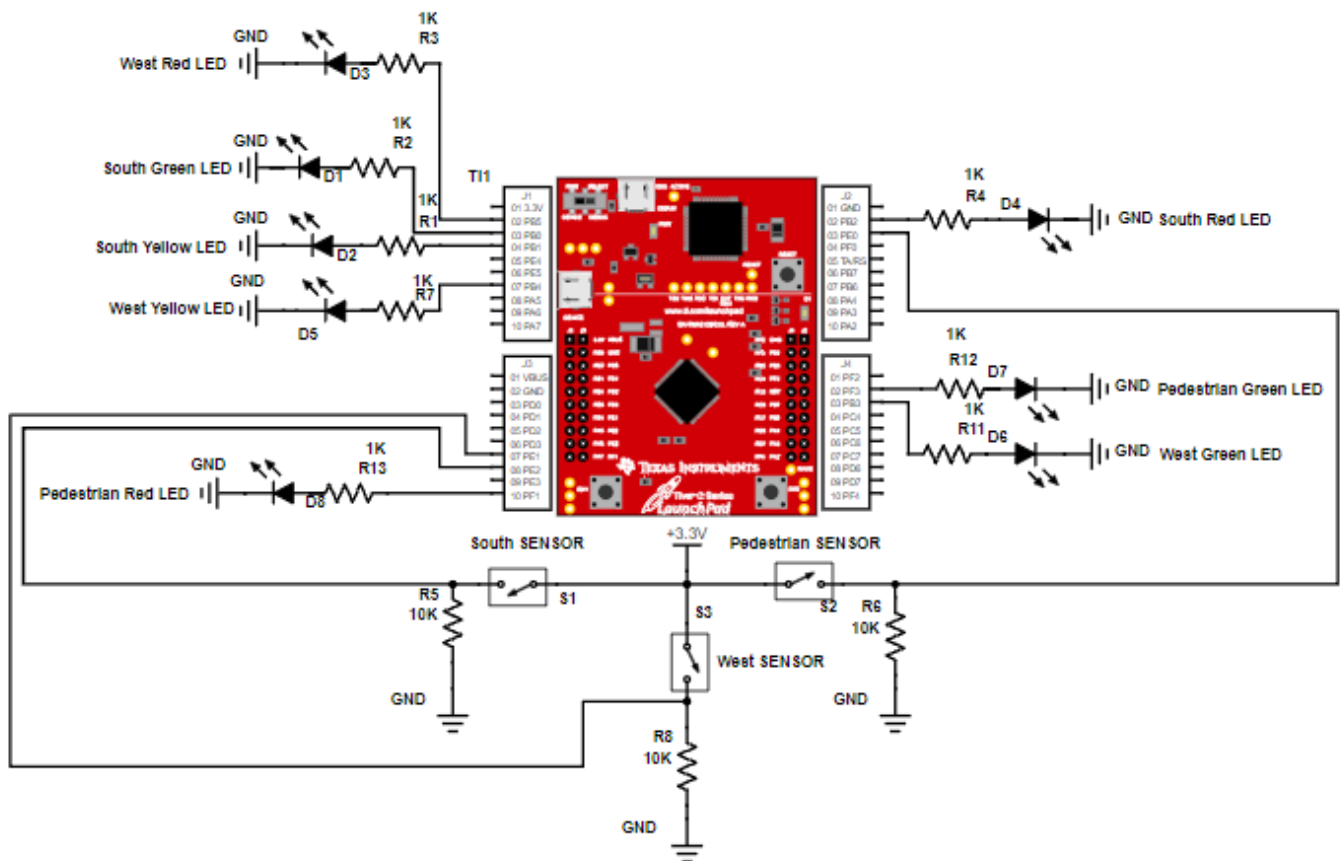 1K
R3
GND
West Red LED
D3
1K
R2
GND
South Green LED
D1
TI1
1K
R1
South Yellow LED
D2
GND
1K
R7
West Yellow LED
D5
J1
01 3.3V
02 PB5
03 PB0
04 PB1
05 PE4
06 PE5
07 PB4
08 PA5
09 PA6
10 PA7
J2
01 GND
02 PB2
03 PE0
04 PF0
06 PB7
07 PB6
08 PA4
09 PA3
10 PA2
1K
R4
D4
GND
South Red LED
J3
01 VBUS
02 GND
03 PD0
04 PD1
05 PD2
06 PD3
07 PE1
08 PE2
09 PE3
10 PF1
J4
01 PF2
02 PF3
03 PB3
04 PC4
05 PC5
06 PC6
07 PC7
08 PD6
09 PD7
10 PF4
1K
R12
D7
GND
Pedestrian Green LED
1K
R11
D6
GND
West Green LED
GND
1K
R13
Pedestrian Red LED
D8
TEXAS INSTRUMENTS
Tiva C Series
LaunchPad
+3.3V
South SENSOR
Pedestrian SENSOR
R5
10K
S1
S3
S2
R6
10K
West SENSOR
GND
GND
R8
10K
GND